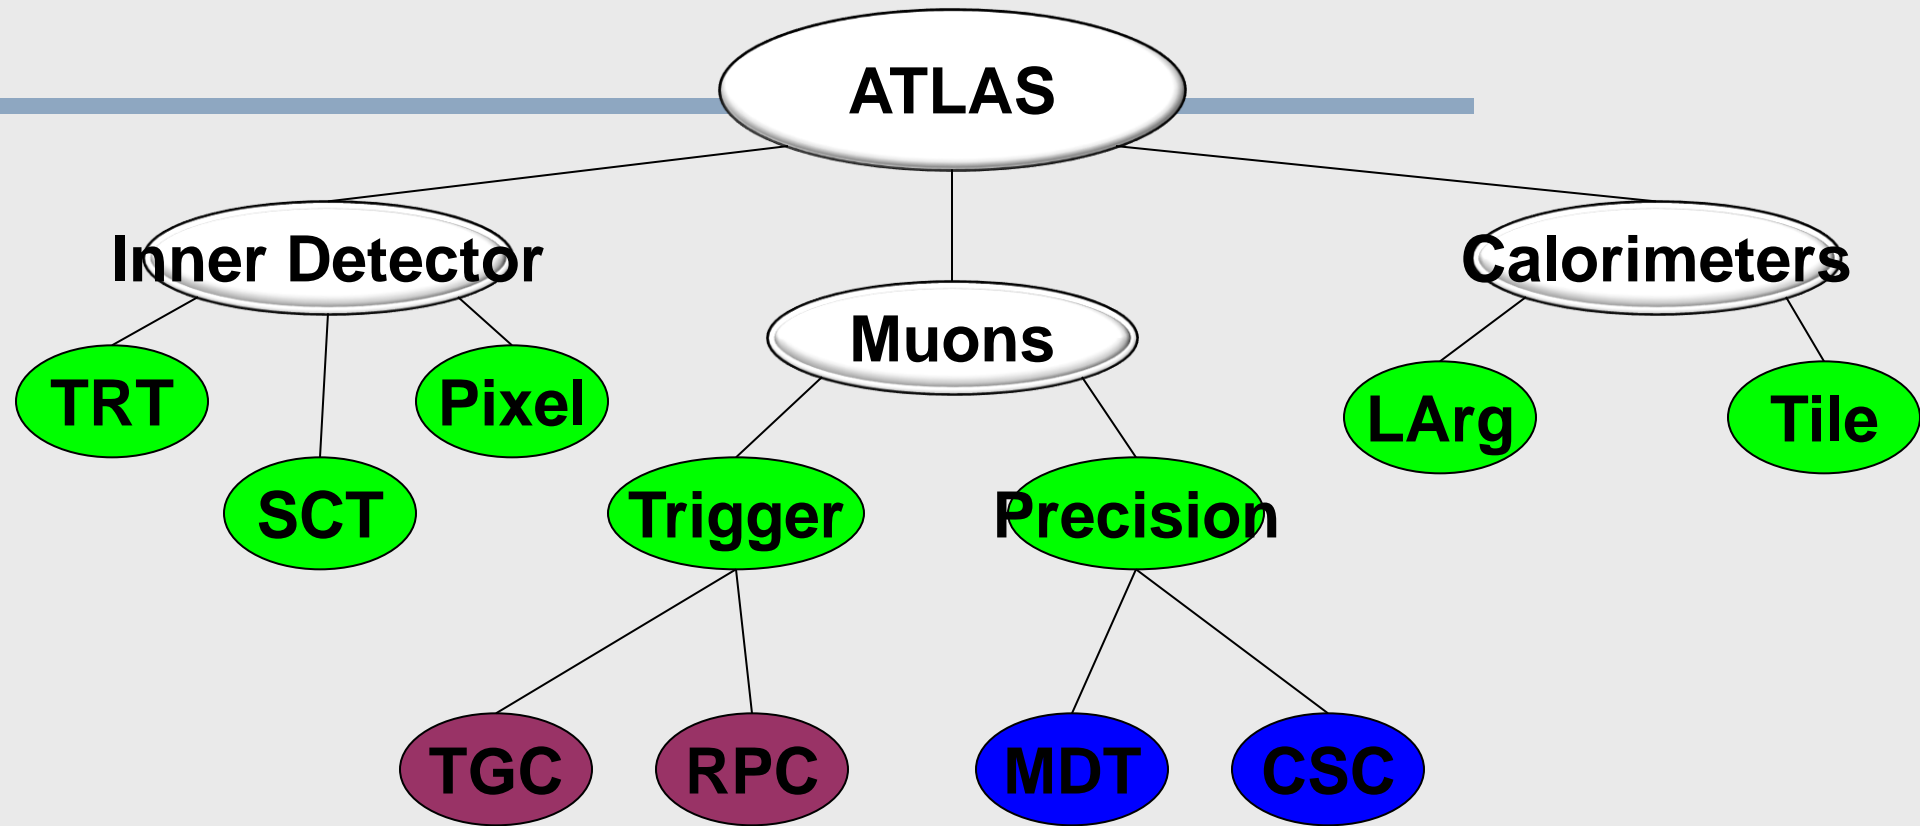 ATLAS
Inner Detector
Calorimeters
Muons
TRT
Pixel
LArg
Tile
SCT
Trigger
Precision
TGC
RPC
MDT
CSC